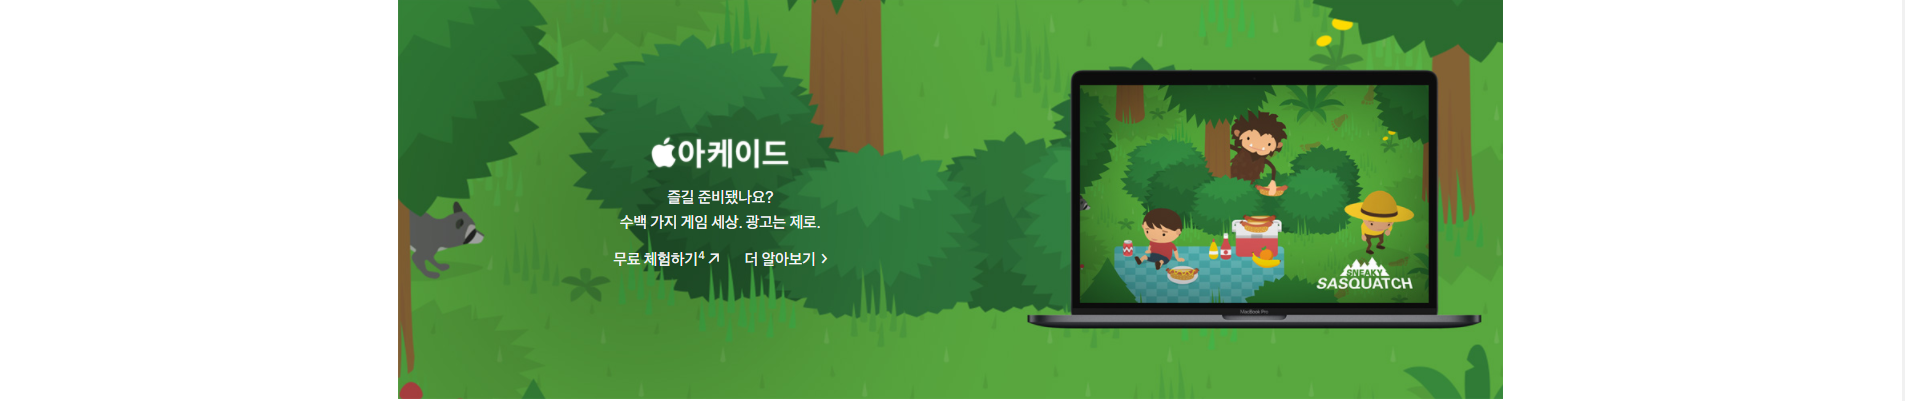 아케이드
즐길 준비됐나요?
수백 가지 게임 세상. 광고는 제로.
무료 체험하기4 더 알아보기
SNEAKY
SASQUATCH
MacBook Pro